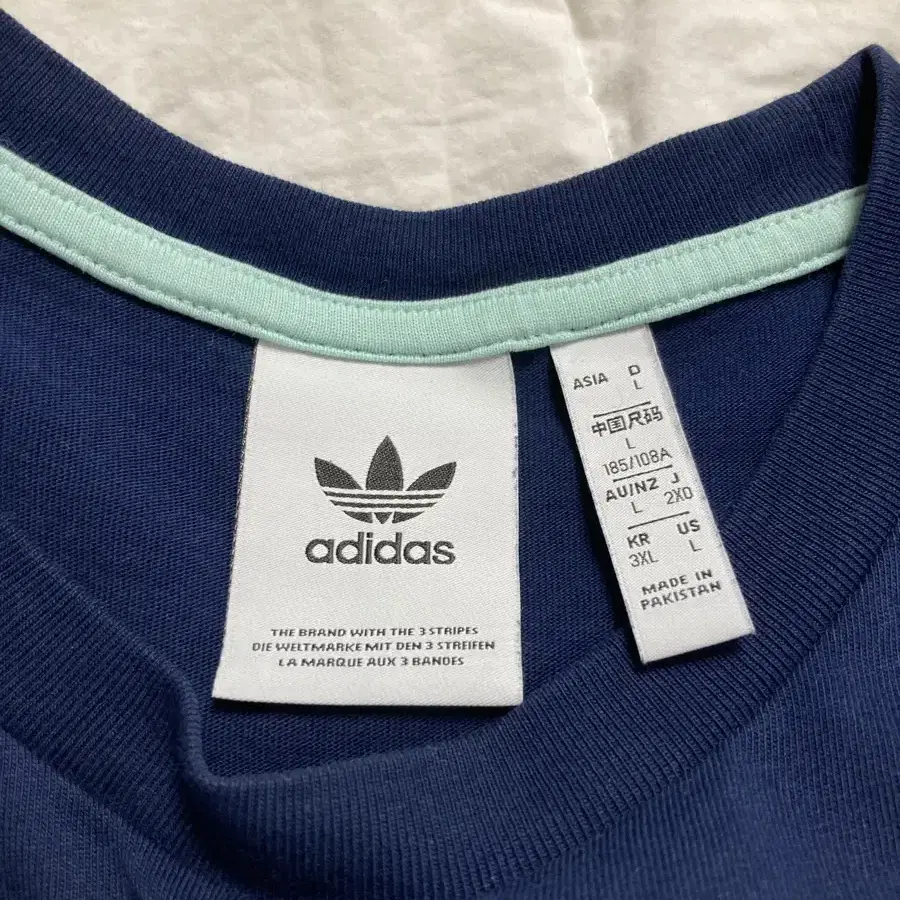 adidas
THE BRAND WITH THE 3 STRIPES
DIE WELTMARKE MIT DEN 3 STREIFEN
LA MARQUE AUX 3 BANDES
ASIA D
L
中国尺码
L
185/108A
AU/NZ J
L 2XO
KR US
3XL L
MADE IN
PAKISTAN